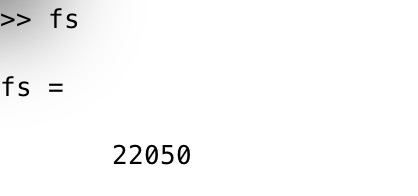 >> fs
fs =
22050